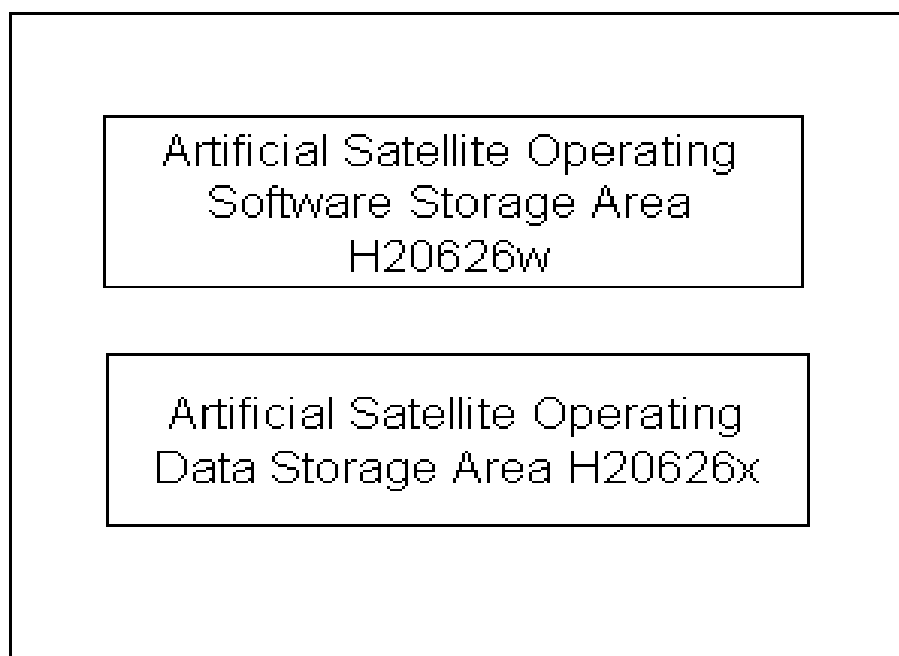 Artificial Satellite Operating
Software Storage Area
H20626w
Artificial Satellite Operating
Data Storage Area H20626x